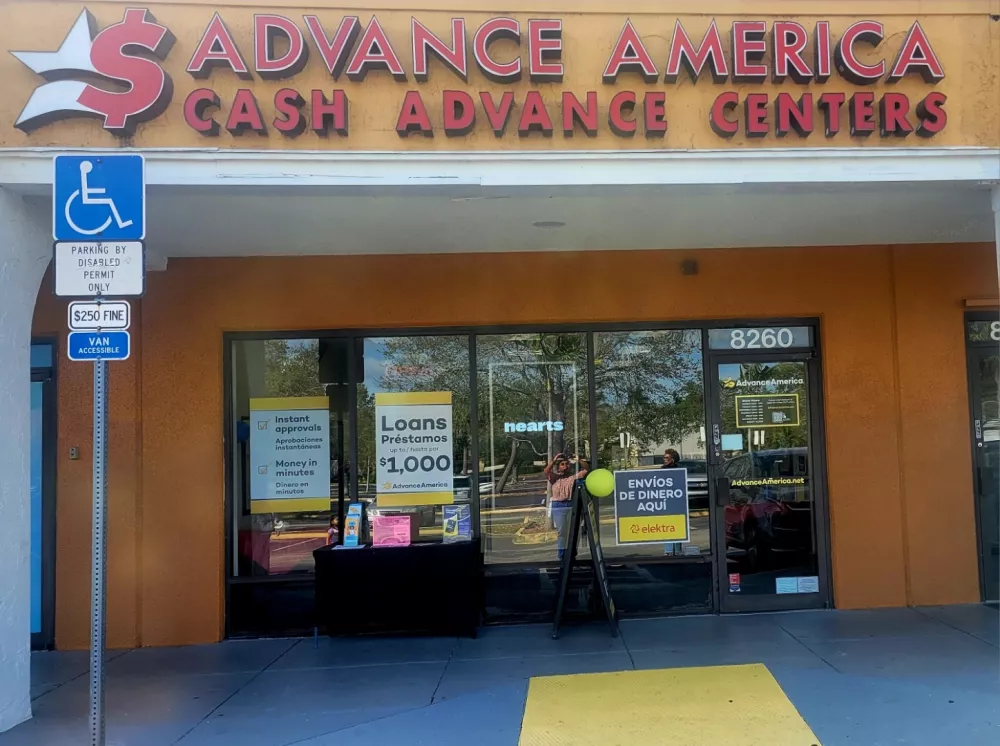 ADVANCE AMERICA
CASH ADVANCE CENTERS
PARKING BY
DISABLED
PERMIT
ONLY
$250 FINE
VAN
ACCESSIBLE
Instant
approvals
Aprobaciones
instantáneas
Money in
minutes
Dinero en
minutos
Loans
Préstamos
up to / hasta por
$1,000
AdvanceAmerica
hearts
ENVÍOS
DE DINERO
AQUÍ
elektra
8260
AdvanceAmerica
AdvanceAmerica.net
8